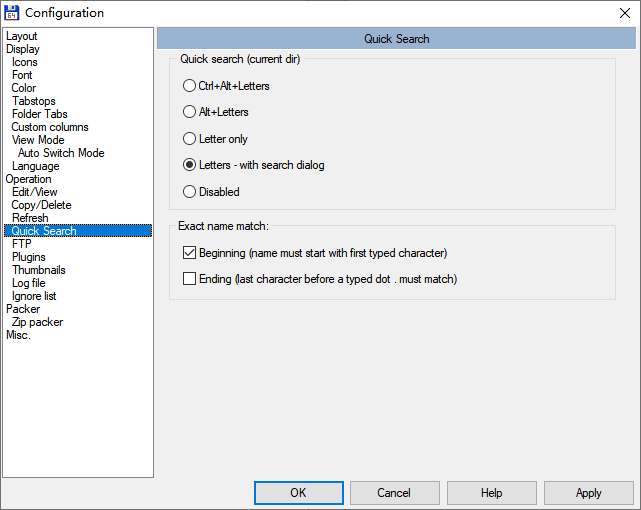 64
Configuration
Layout
Display
Icons
Font
Color
Tabstops
Folder Tabs
Custom columns
View Mode
Auto Switch Mode
Language
Operation
Edit/View
Copy/Delete
Refresh
Quick Search
FTP
Plugins
Thumbnails
Log file
Ignore list
Packer
Zip packer
Misc.
Quick Search
Quick search (current dir)
Ctrl+Alt+Letters
Alt+Letters
Letter only
Letters - with search dialog
Disabled
Exact name match:
Beginning (name must start with first typed character)
Ending (last character before a typed dot . must match)
OK
Cancel
Help
Apply